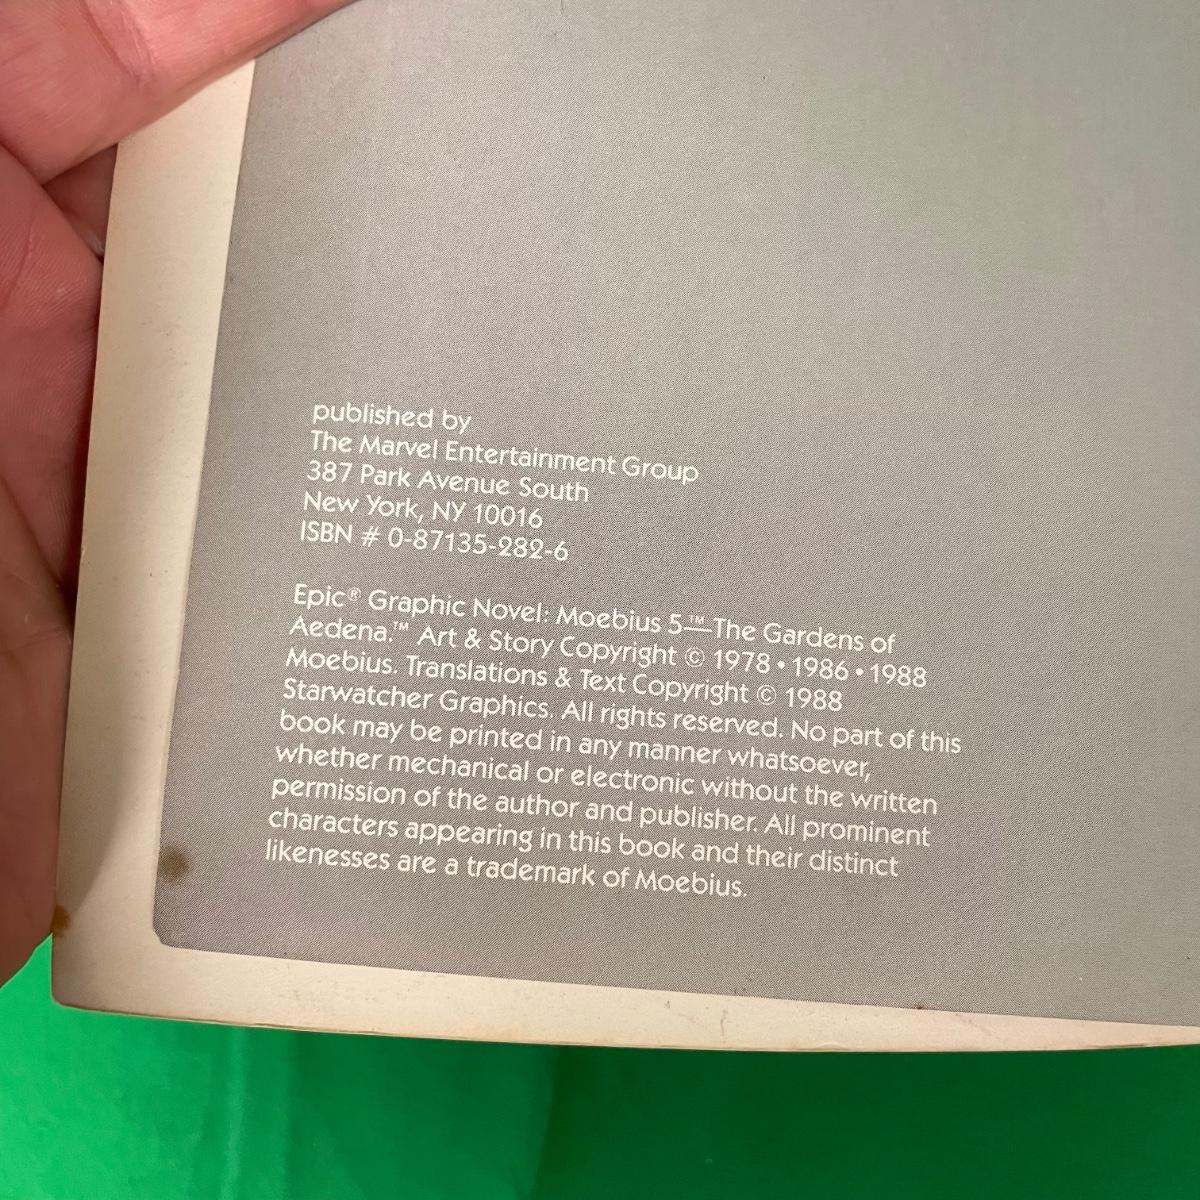 published by
The Marvel Entertainment Group
387 Park Avenue South
New York, NY 10016
ISBN # 0-87135-282-6
Epic® Graphic Novel: Moebius 5™—The Gardens of
Aedena.™ Art & Story Copyright © 1978 • 1986 • 1988
Moebius. Translations & Text Copyright © 1988
Starwatcher Graphics. All rights reserved. No part of this
book may be printed in any manner whatsoever,
whether mechanical or electronic without the written
permission of the author and publisher. All prominent
characters appearing in this book and their distinct
likenesses are a trademark of Moebius.